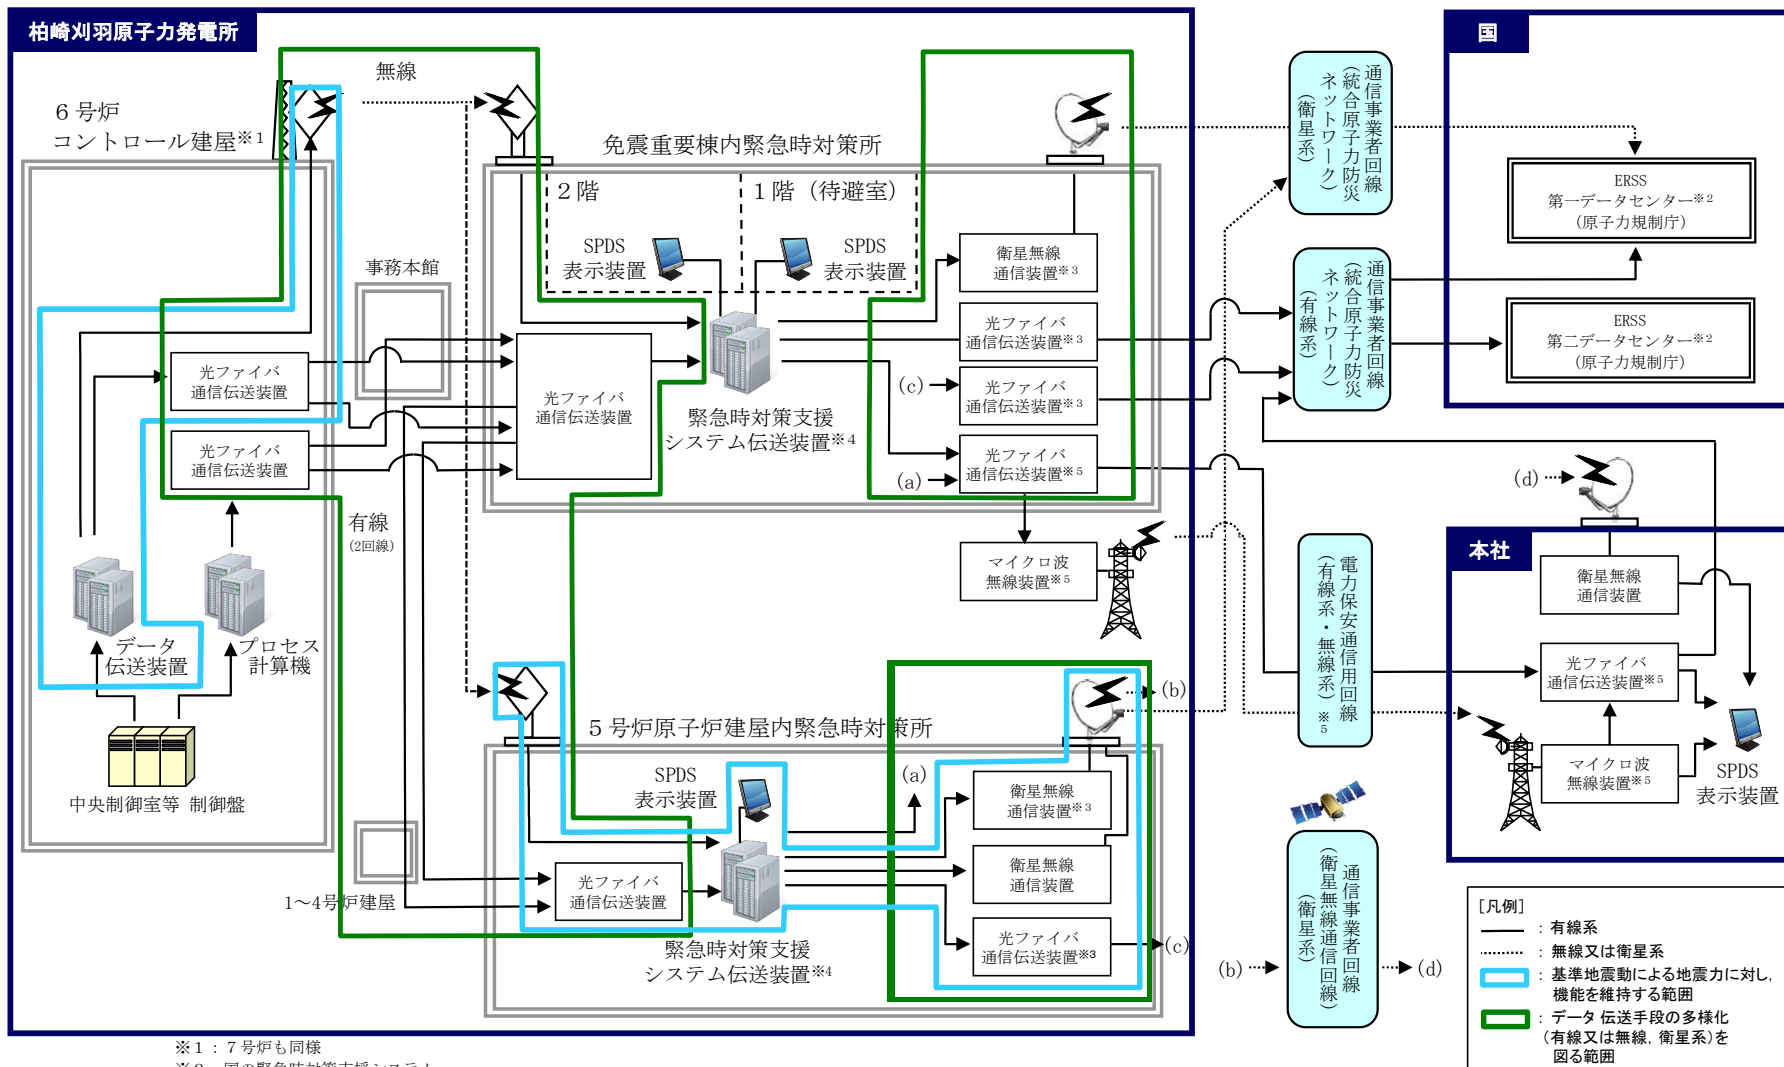 柏崎刈羽原子力発電所
無線
6号炉
コントロール建屋※1
免震重要棟内緊急時対策所
2階
1階（待避室）
SPDS
表示装置
SPDS
表示装置
事務本館
光ファイバ
通信伝送装置
光ファイバ
通信伝送装置
光ファイバ
通信伝送装置
緊急時対策支援
システム伝送装置※4
衛星無線
通信装置※3
光ファイバ
通信伝送装置※3
(c)
光ファイバ
通信伝送装置※3
(a)
光ファイバ
通信伝送装置※5
マイクロ波
無線装置※5
有線
(2回線)
データ
伝送装置
プロセス
計算機
中央制御室等 制御盤
1～4号炉建屋
5号炉原子炉建屋内緊急時対策所
SPDS
表示装置
光ファイバ
通信伝送装置
緊急時対策支援
システム伝送装置※4
(a)
(b)
衛星無線
通信装置※3
衛星無線
通信装置
光ファイバ
通信伝送装置※3
(c)
通信事業者回線
（統合原子力防災
ネットワーク）
（衛星系）
通信事業者回線
（統合原子力防災
ネットワーク）
（有線系）
電力保安通信用回線
（有線系・無線系）
※5
通信事業者回線
（衛星無線通信回線）
（衛星系）
(b)
(d)
国
ERSS
第一データセンター※2
(原子力規制庁)
ERSS
第二データセンター※2
(原子力規制庁)
(d)
本社
衛星無線
通信装置
光ファイバ
通信伝送装置※5
マイクロ波
無線装置※5
SPDS
表示装置
[凡例]
：有線系
：無線又は衛星系
：基準地震動による地震力に対し，
機能を維持する範囲
：データ 伝送手段の多様化
（有線又は無線，衛星系）を
図る範囲
※1：7号炉も同様